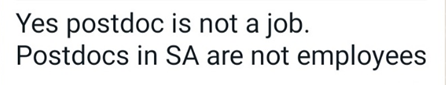 Yes postdoc is not a job.
Postdocs in SA are not employees